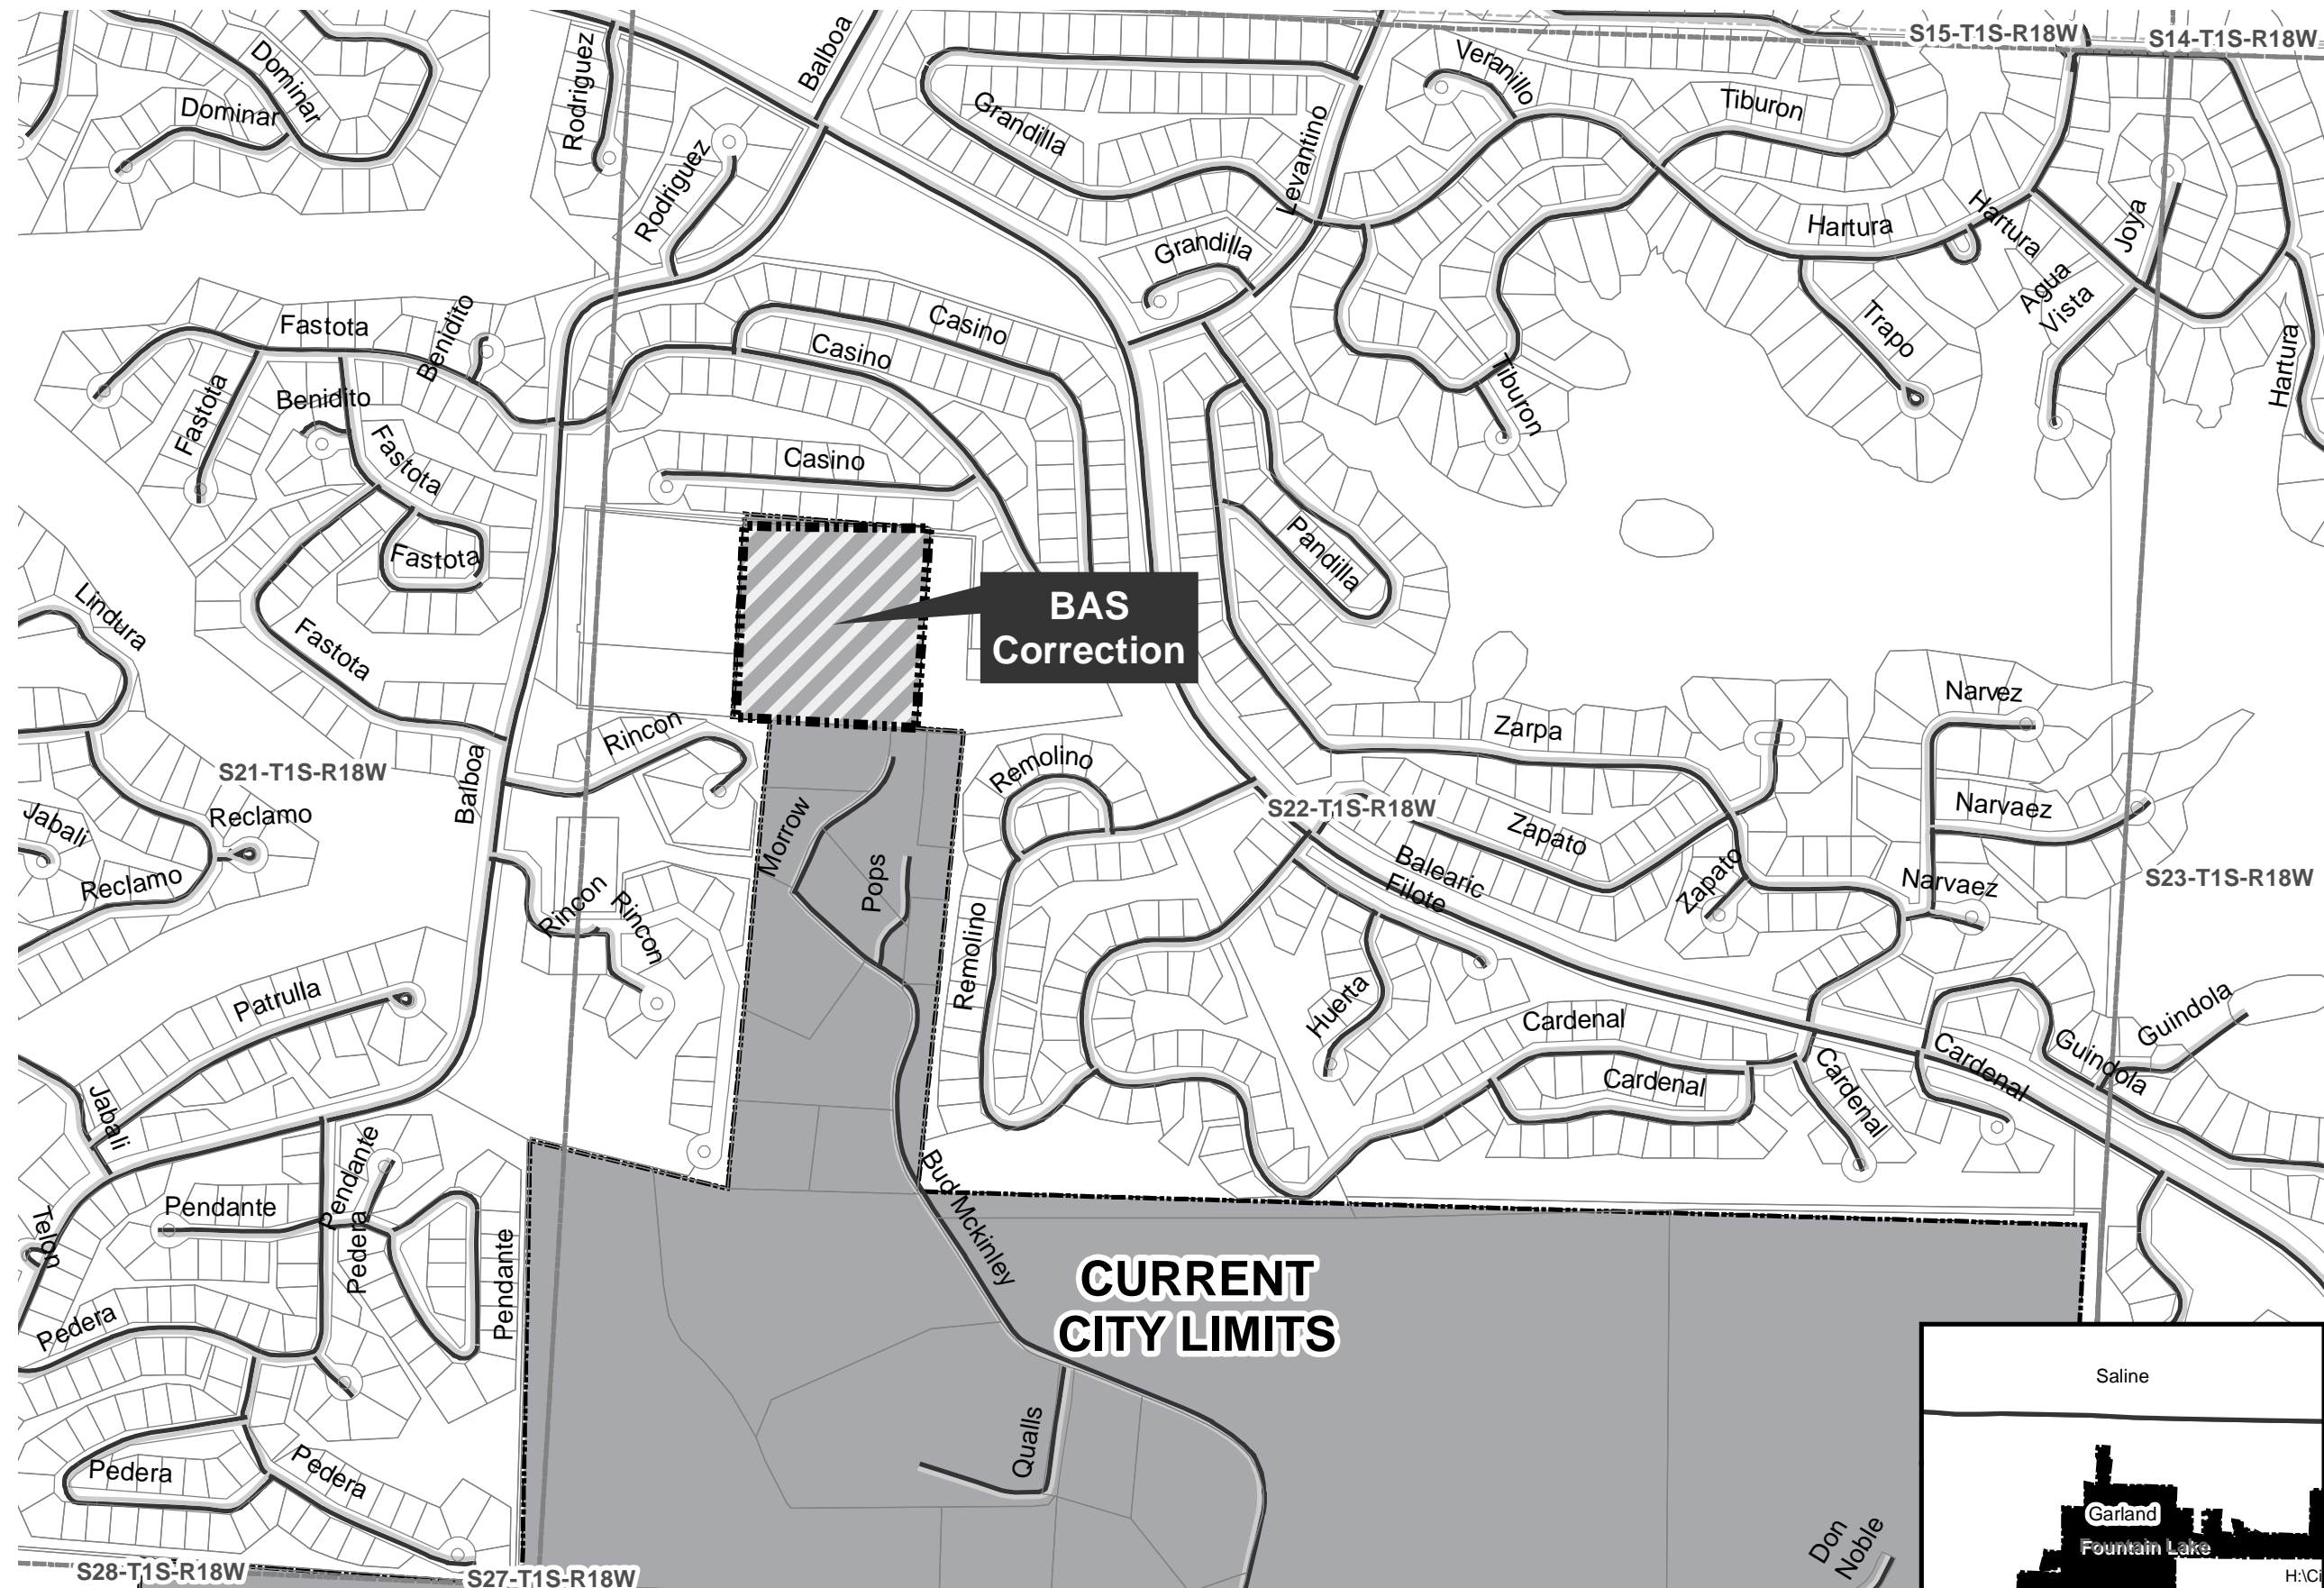 Balboa
S15-T1S-R18W
S14-T1S-R18W
Dominar
Dominar
Rodriguez
Rodriguez
Grandilla
Grandilla
Levantino
Veranillo
Tiburon
Hartura
Hartura
Joya
Agua
Vista
Trapo
Hartura
Tiburon
Fastota
Benidito
Casino
Casino
Fastota
Benidito
Fastota
Casino
Fastota
Pandilla
BAS
Correction
Lindura
Fastota
Rincon
Balboa
S21-T1S-R18W
Reclamo
Jabali
Reclamo
Morrow
Pops
Remolino
Remolino
Zarpa
S22-T1S-R18W
Zapato
Balearic
Filote
Zapato
Narvez
Narvaez
Narvaez
S23-T1S-R18W
Rincon
Rincon
Patrulla
Huerta
Cardenal
Cardenal
Cardenal
Cardenal
Guindola
Guindola
Jabali
Pendante
Pendante
Pedera
Pendante
Telon
Pedera
Bud Mckinley
CURRENT
CITY LIMITS
Saline
Qualls
Pedera
Pedera
Garland
Fountain Lake
Don
Noble
S28-T1S-R18W
S27-T1S-R18W